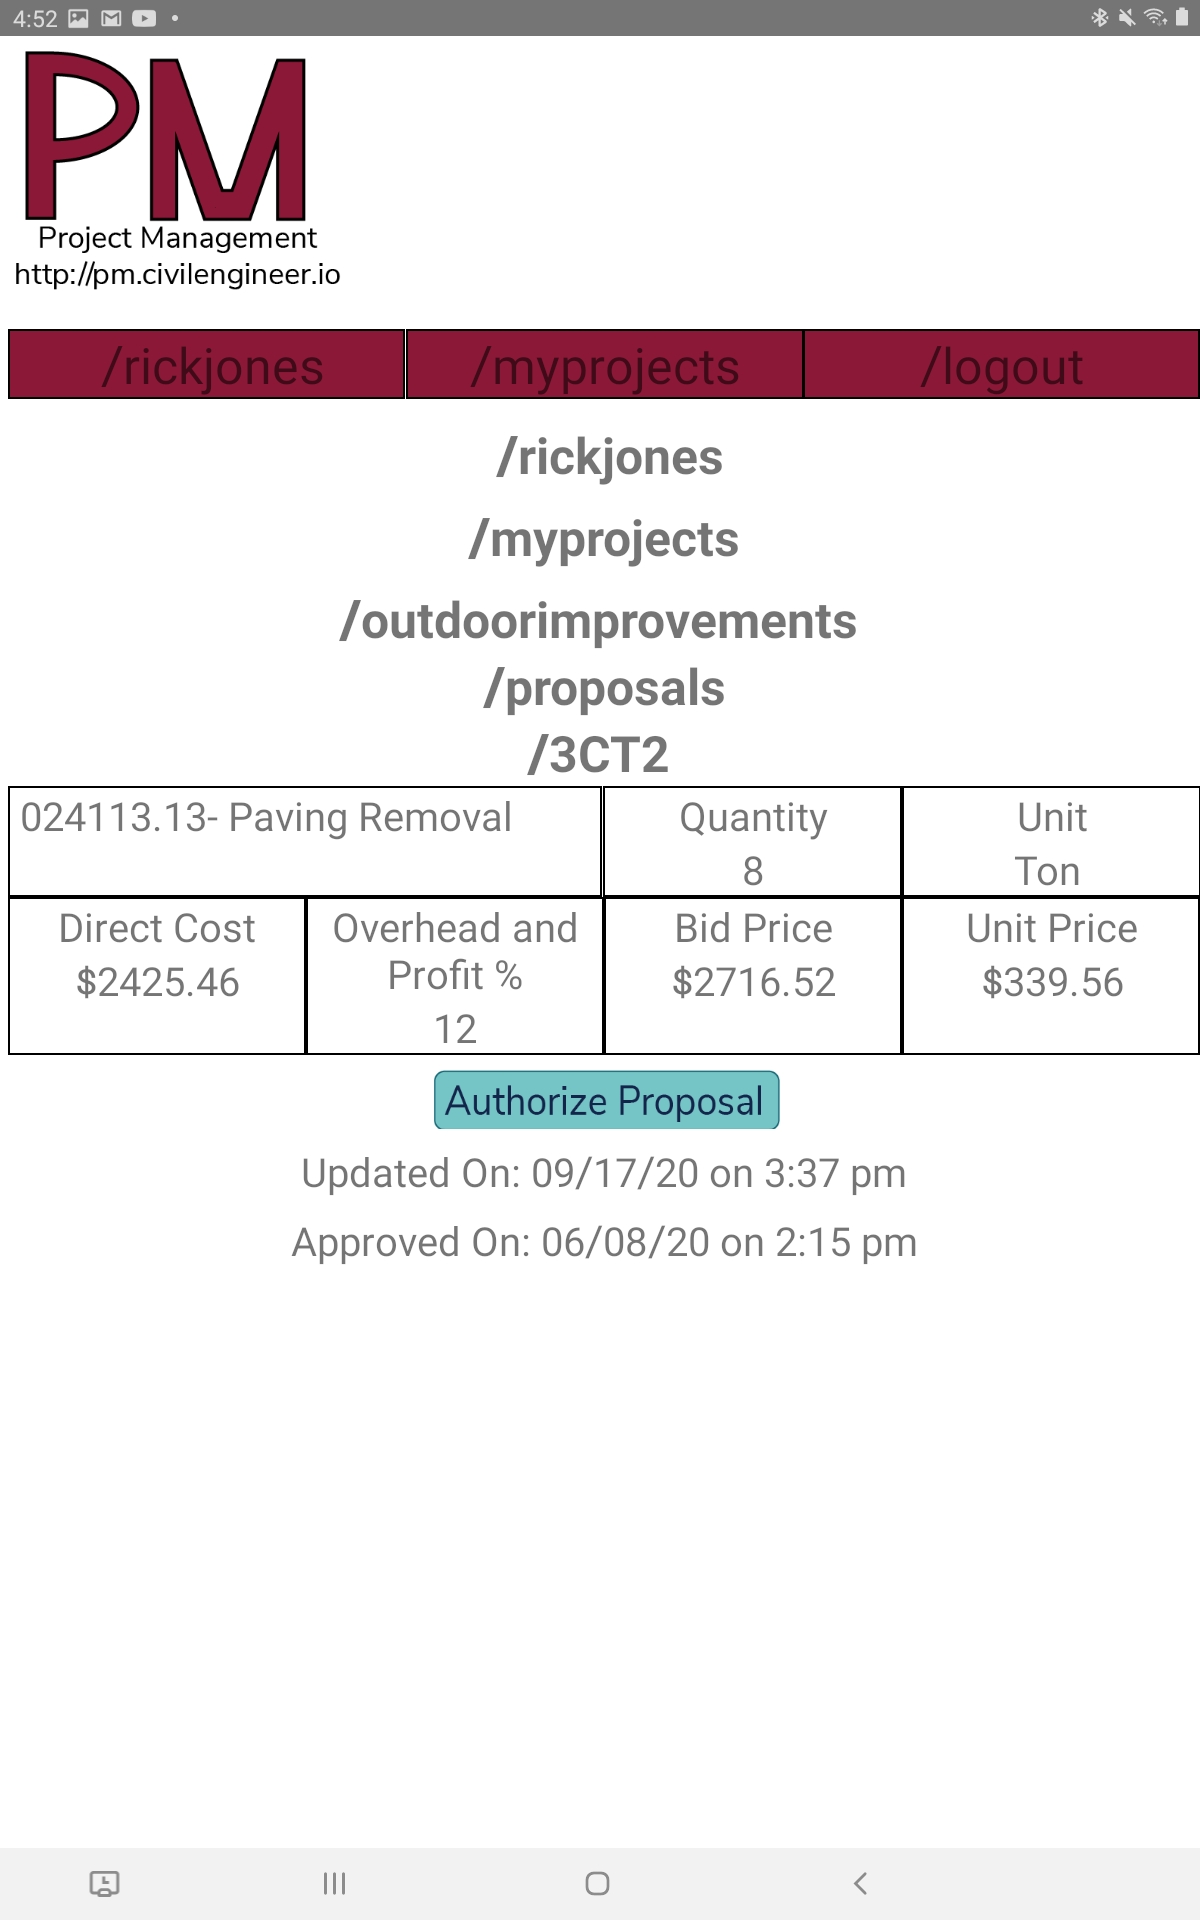 4:52
PM
Project Management
http://pm.civilengineer.io
/rickjones /myprojects /logout
/rickjones
/myprojects
/outdoorimprovements
/proposals
/3CT2
024113.13- Paving Removal Quantity Unit
8 Ton
Direct Cost Overhead and Bid Price Unit Price
$2425.46 Profit % $2716.52 $339.56
12
Authorize Proposal
Updated On: 09/17/20 on 3:37 pm
Approved On: 06/08/20 on 2:15 pm